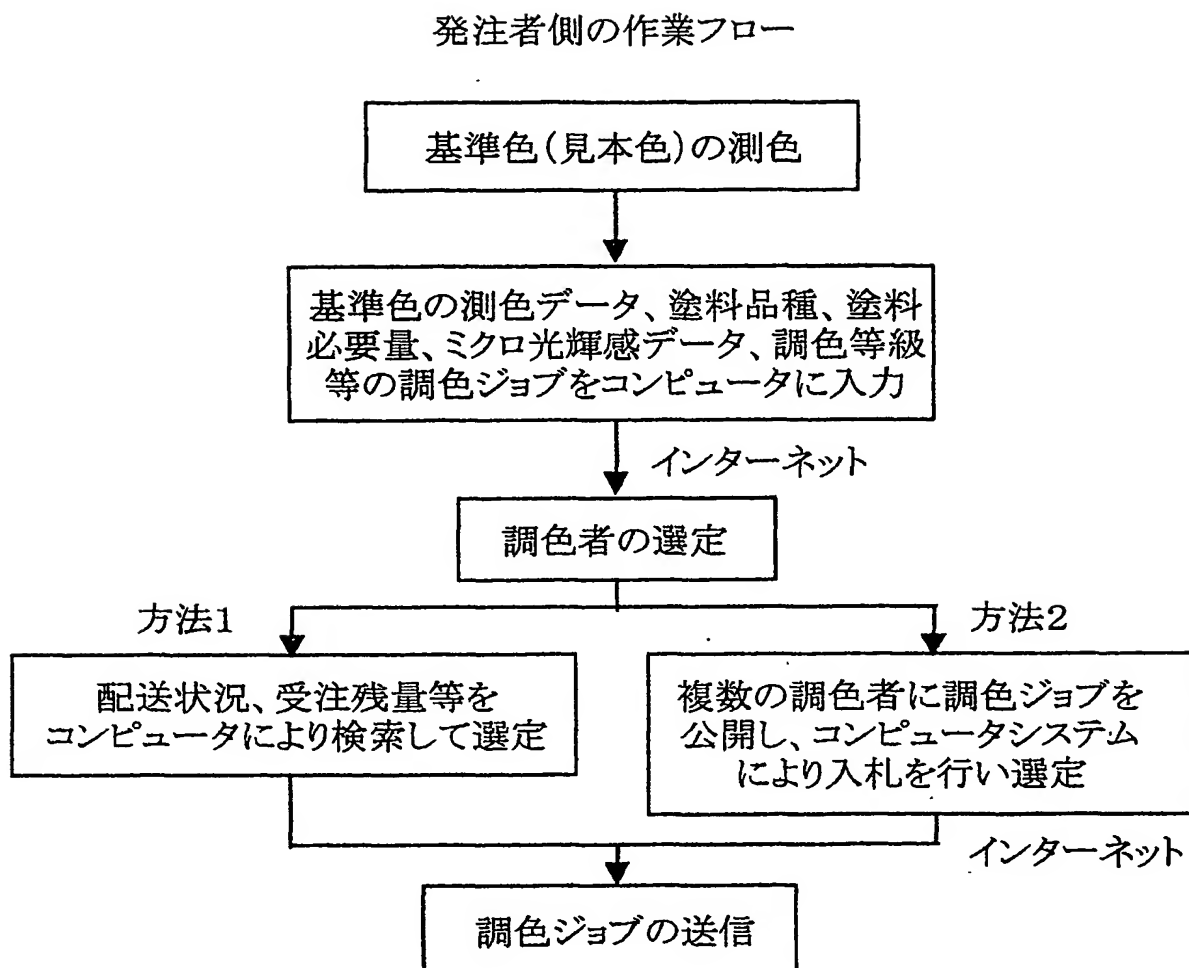 発注者側の作業フロー
基準色(見本色)の測色
基準色の測色データ、塗料品種、塗料
必要量、ミクロ光輝感データ、調色等級
等の調色ジョブをコンピュータに入力
インターネット
調色者の選定
方法1
方法2
配送状況、受注残量等を
コンピュータにより検索して選定
複数の調色者に調色ジョブを
公開し、コンピュータシステム
により入札を行い選定
インターネット
調色ジョブの送信